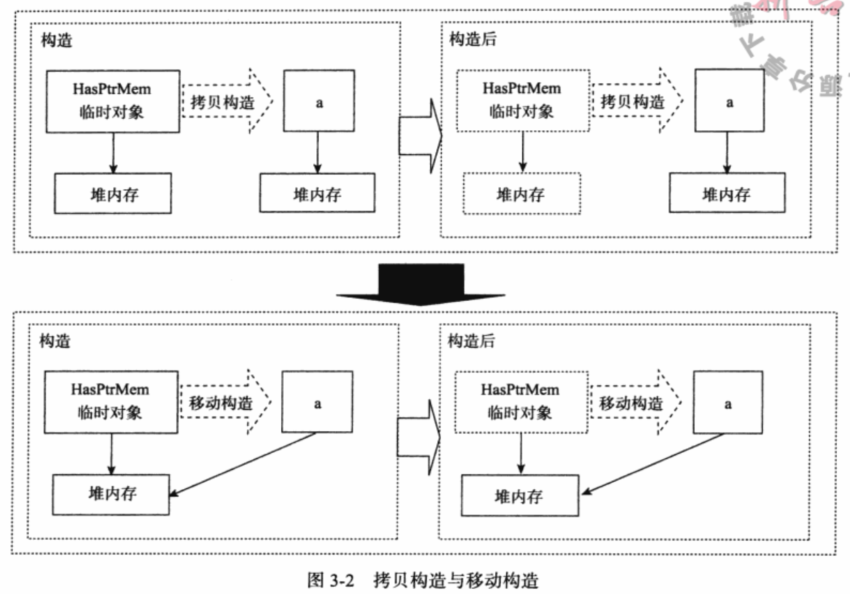 构造
构造后
HasPtrMem
临时对象
拷贝构造
a
HasPtrMem
临时对象
拷贝构造
a
堆内存
堆内存
堆内存
堆内存
构造
构造后
HasPtrMem
临时对象
移动构造
a
HasPtrMem
临时对象
移动构造
a
堆内存
堆内存
图 3-2 拷贝构造与移动构造